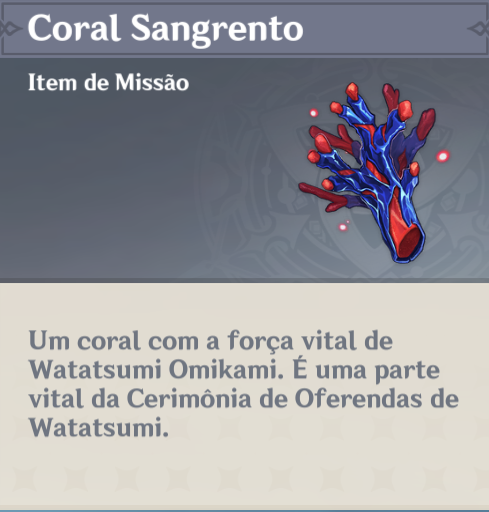 Coral Sangrento
Item de Missão
Um coral com a força vital de
Watatsumi Omikami. É uma parte
vital da Cerimônia de Oferendas de
Watatsumi.